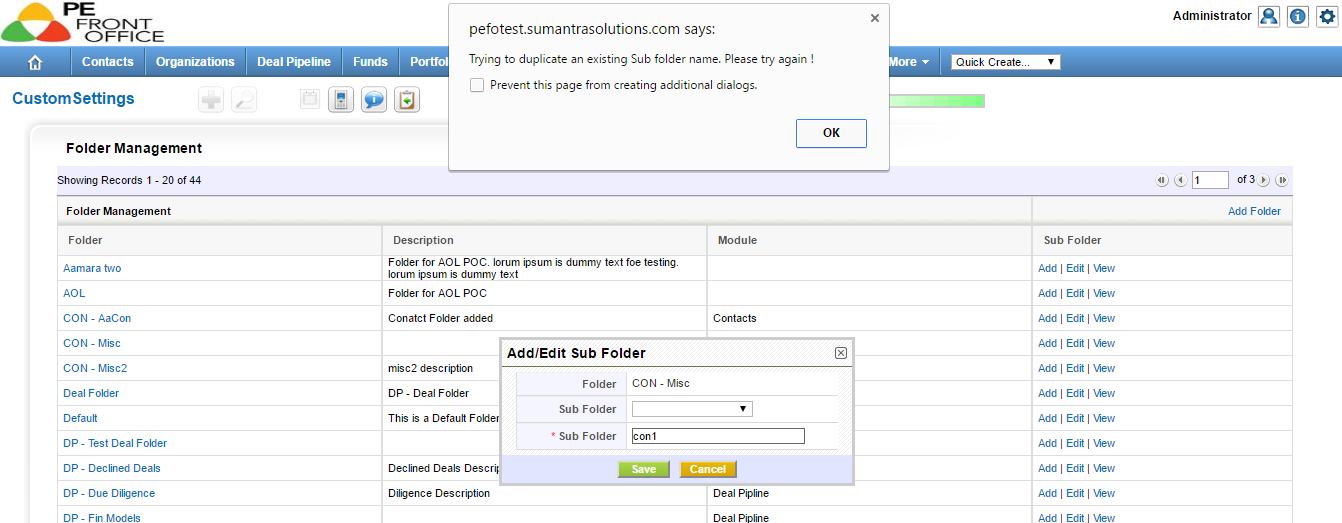 PE
FRONT
OFFICE
Administrator
pefotest.sumantrasolutions.com says:
Trying to duplicate an existing Sub folder name. Please try again !
Prevent this page from creating additional dialogs.
OK
Contacts Organizations Deal Pipeline Funds Portfol More Quick Create...
CustomSettings
Folder Management
Showing Records 1 - 20 of 44 1 of 3
Folder Management Add Folder
Folder Description Module Sub Folder
Aamara two Folder for AOL POC. lorum ipsum is dummy text foe testing. Add | Edit | View
lorum ipsum is dummy text
AOL Folder for AOL POC Add | Edit | View
CON - AaCon Conatct Folder added Contacts Add | Edit | View
CON - Misc Add | Edit | View
CON - Misc2 misc2 description Add | Edit | View
Deal Folder DP - Deal Folder Add | Edit | View
Default This is a Default Folder Add | Edit | View
DP - Test Deal Folder Add | Edit | View
DP - Declined Deals Declined Deals Descrip Add | Edit | View
DP - Due Diligence Diligence Description Deal Pipline Add | Edit | View
DP - Fin Models Deal Pipline Add | Edit | View
Add/Edit Sub Folder
Folder CON - Misc
Sub Folder
* Sub Folder con1
Save Cancel